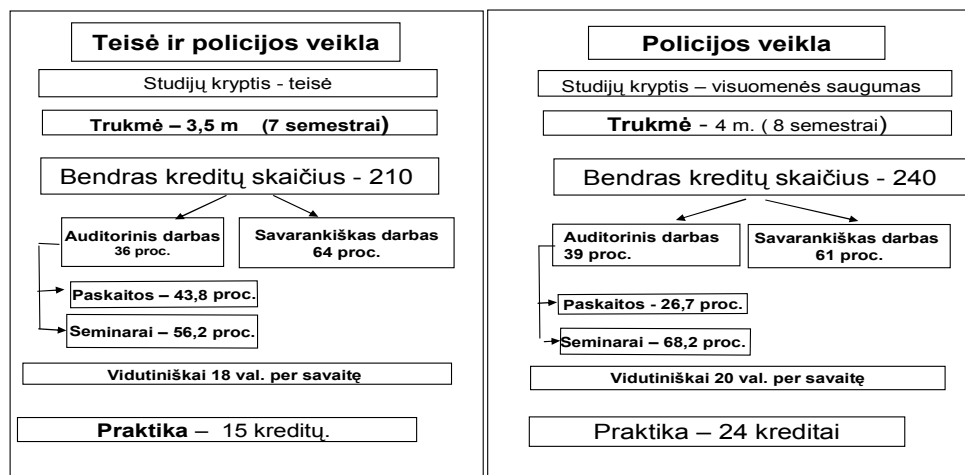 Teisė ir policijos veikla
Studijų kryptis - teisė
Trukmė – 3,5 m (7 semestrai)
Bendras kreditų skaičius - 210
Auditorinis darbas
36 proc.
Savarankiškas darbas
64 proc.
Paskaitos – 43,8 proc.
Seminarai – 56,2 proc.
Vidutiniškai 18 val. per savaitę
Praktika – 15 kreditų.
Policijos veikla
Studijų kryptis – visuomenės saugumas
Trukmė - 4 m. ( 8 semestrai)
Bendras kreditų skaičius - 240
Auditorinis darbas
39 proc.
Savarankiškas darbas
61 proc.
Paskaitos - 26,7 proc.
Seminarai – 68,2 proc.
Vidutiniškai 20 val. per savaitę
Praktika – 24 kreditai